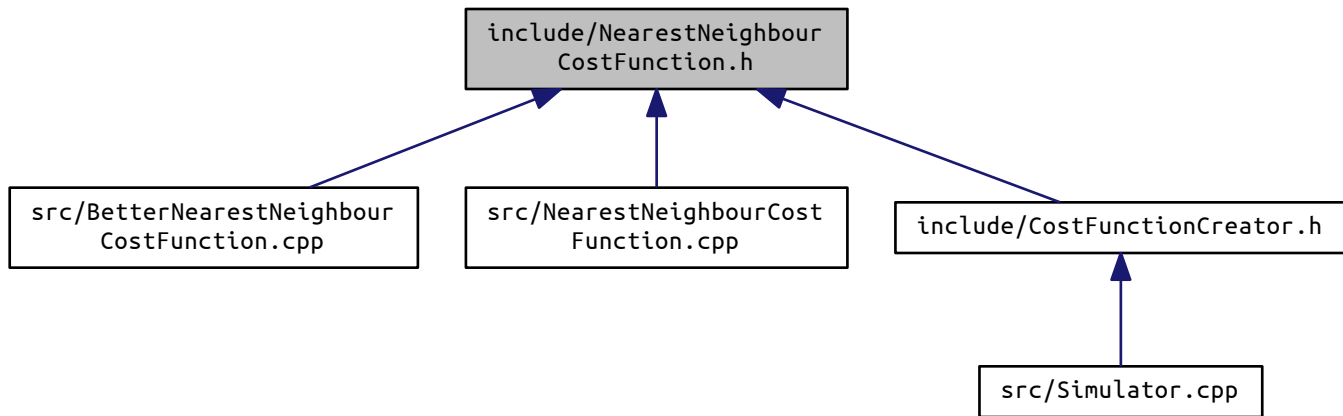 include/NearestNeighbour
CostFunction.h
src/BetterNearestNeighbour
CostFunction.cpp
src/NearestNeighbourCost
Function.cpp
include/CostFunctionCreator.h
src/Simulator.cpp